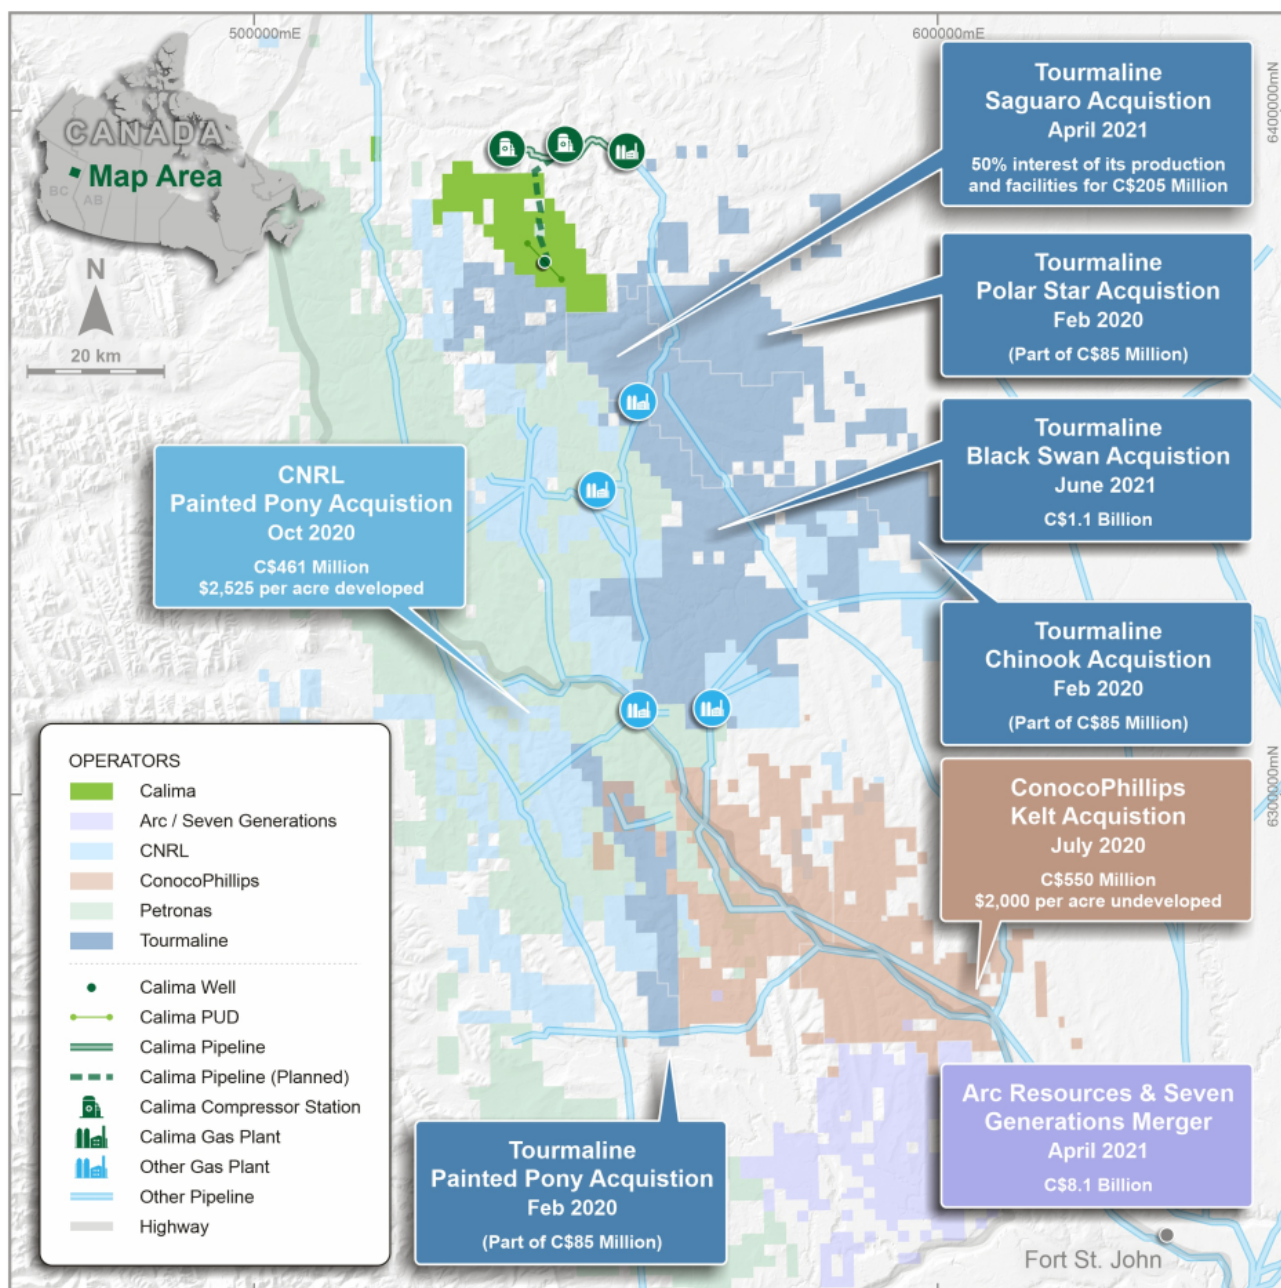 500000mE
600000mE
6400000mN
6300000mN
CANADA
Map Area
BC
AB
N
20 km
Tourmaline
Saguaro Acquistion
April 2021
50% interest of its production
and facilities for C$205 Million
Tourmaline
Polar Star Acquistion
Feb 2020
(Part of C$85 Million)
Tourmaline
Black Swan Acquistion
June 2021
C$1.1 Billion
CNRL
Painted Pony Acquistion
Oct 2020
C$461 Million
$2,525 per acre developed
Tourmaline
Chinook Acquistion
Feb 2020
(Part of C$85 Million)
ConocoPhillips
Kelt Acquistion
July 2020
C$550 Million
$2,000 per acre undeveloped
Arc Resources & Seven
Generations Merger
April 2021
C$8.1 Billion
Tourmaline
Painted Pony Acquistion
Feb 2020
(Part of C$85 Million)
OPERATORS
Calima
Arc / Seven Generations
CNRL
ConocoPhillips
Petronas
Tourmaline
Calima Well
Calima PUD
Calima Pipeline
Calima Pipeline (Planned)
Calima Compressor Station
Calima Gas Plant
Other Gas Plant
Other Pipeline
Highway
Fort St. John